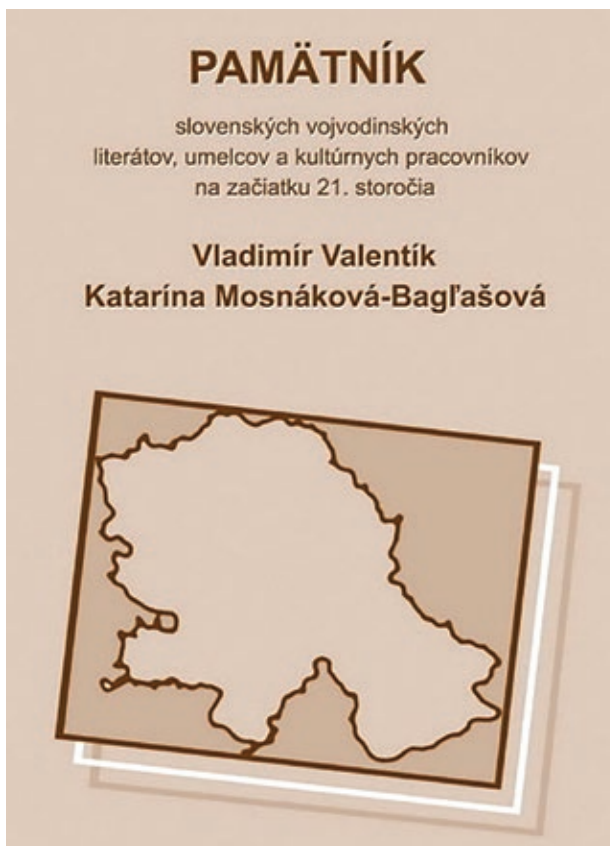 PAMÄTNÍK
slovenských vojvodinských
literátov, umelcov a kultúrnych pracovníkov
na začiatku 21. storočia
Vladimír Valentík
Katarína Mosnáková-Bagľašová